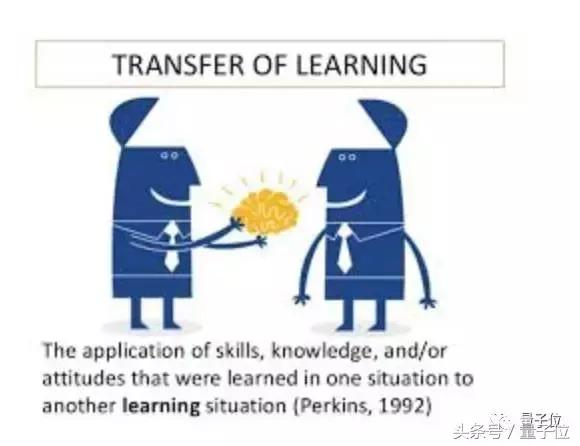 TRANSFER OF LEARNING
The application of skills, knowledge, and/or
attitudes that were learned in one situation to
another learning situation (Perkins, 1992)
量子位
头条号 / 量子位